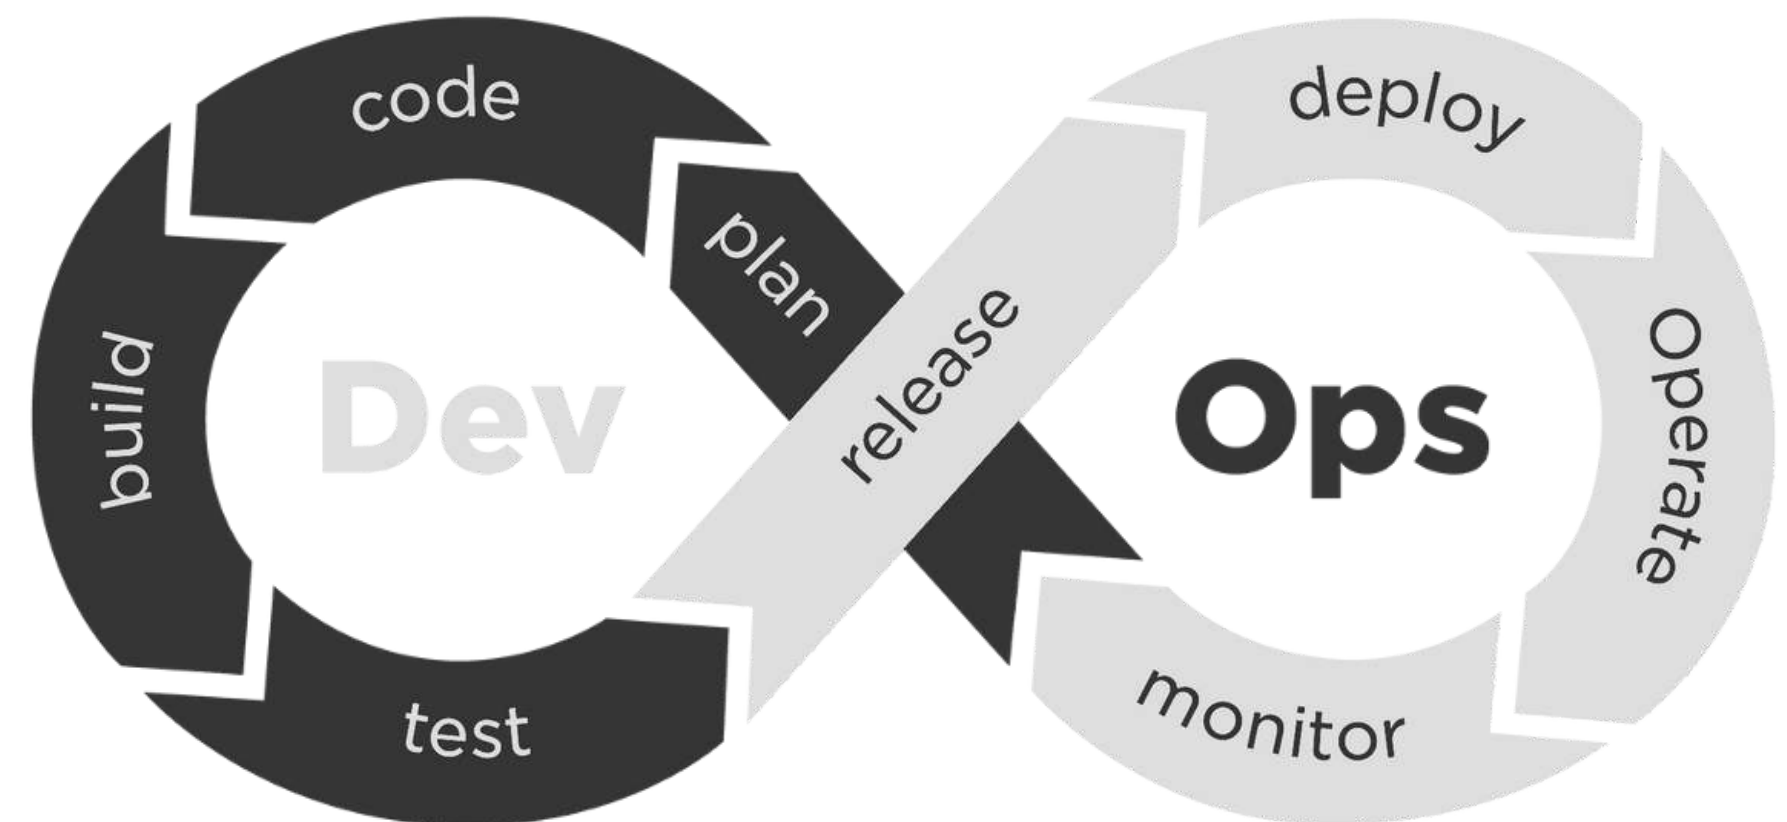 code
plan
build
test
Dev
release
deploy
Operate
monitor
Ops